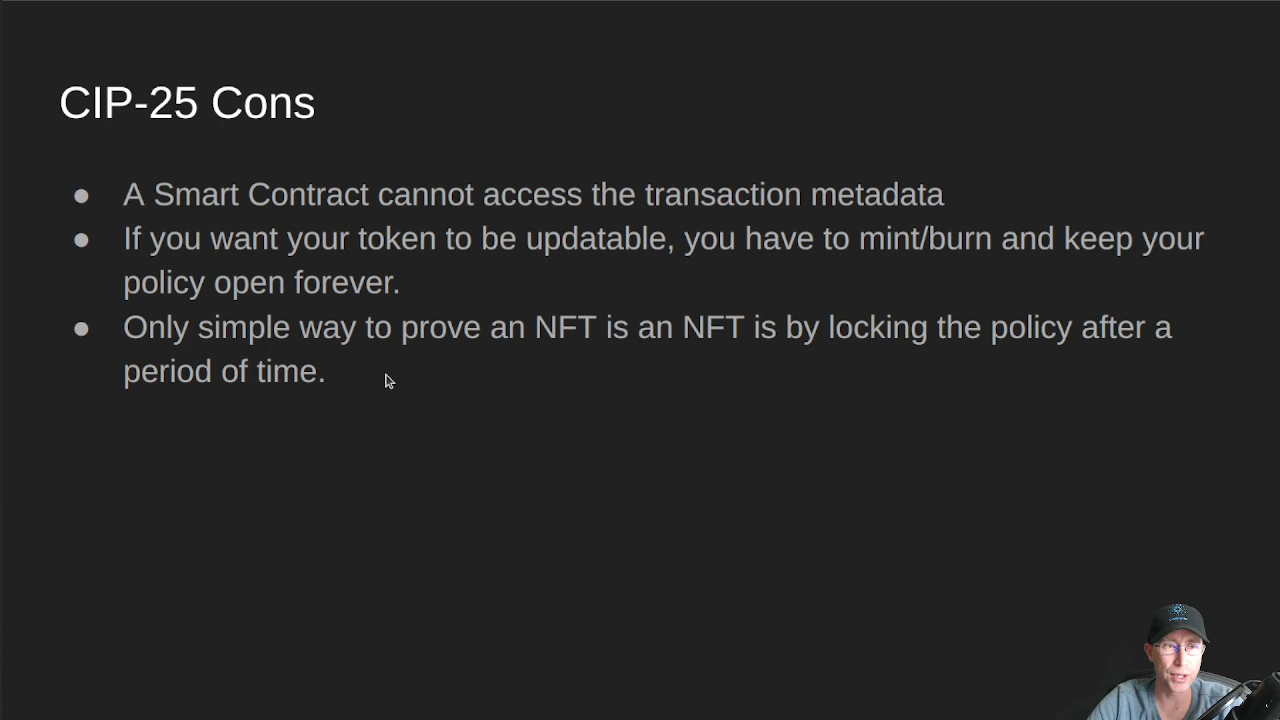 CIP-25 Cons
● A Smart Contract cannot access the transaction metadata
● If you want your token to be updatable, you have to mint/burn and keep your
policy open forever.
● Only simple way to prove an NFT is an NFT is by locking the policy after a
period of time.